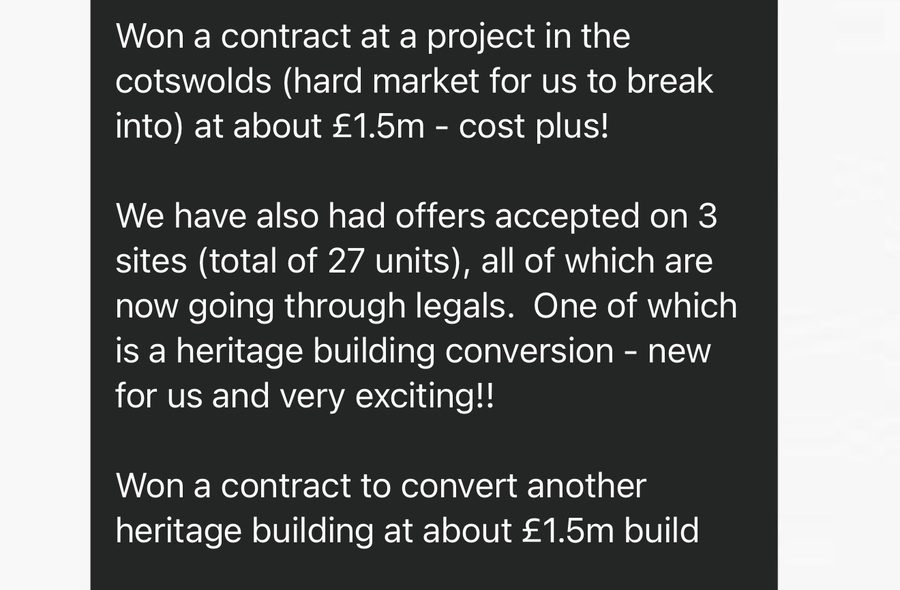 Won a contract at a project in the
cotswolds (hard market for us to break
into) at about £1.5m - cost plus!
We have also had offers accepted on 3
sites (total of 27 units), all of which are
now going through legals.  One of which
is a heritage building conversion - new
for us and very exciting!!
Won a contract to convert another
heritage building at about £1.5m build